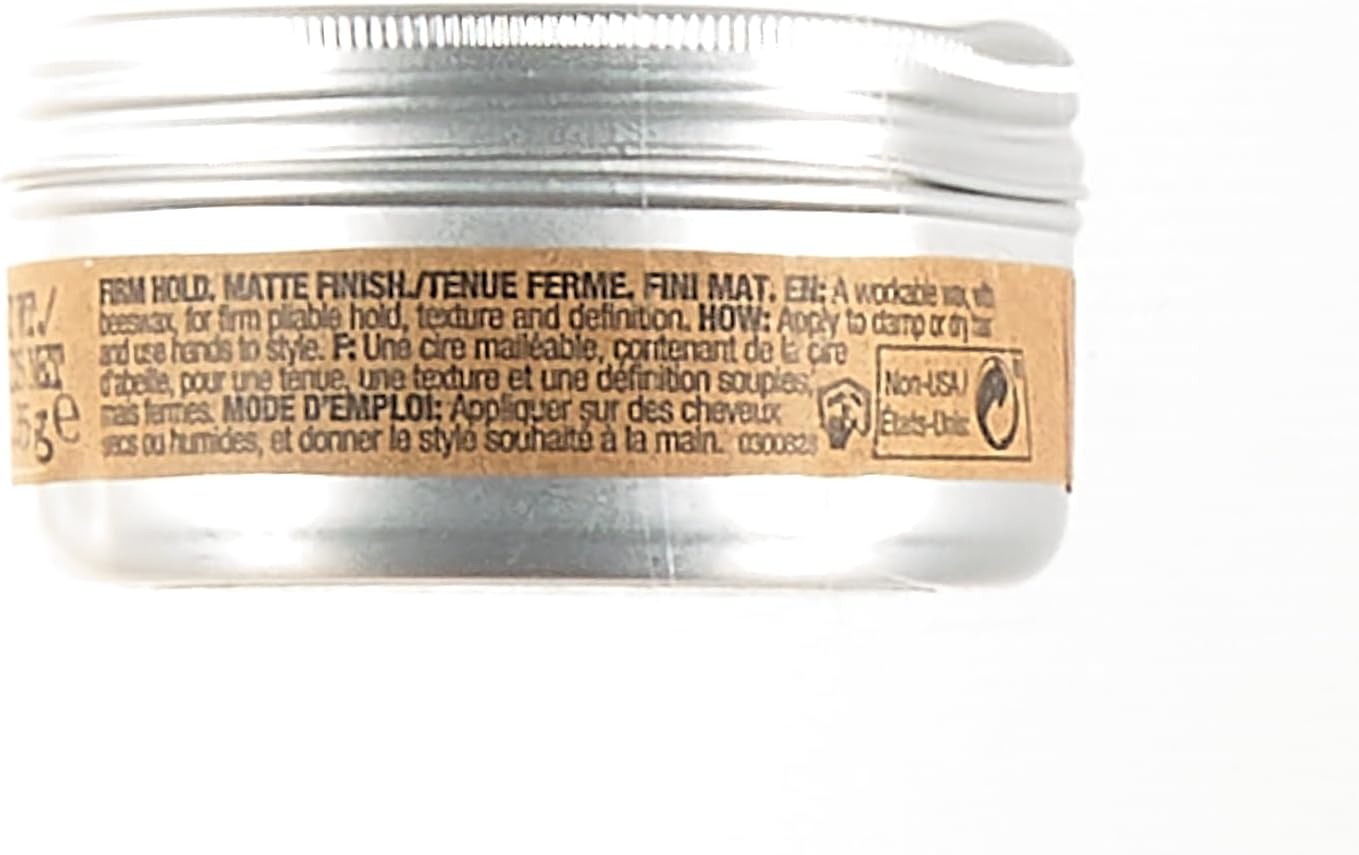 FIRM HOLD. MATTE FINISH./TENUE FERME. FINI MAT. EN: A workable wax, with
beeswax, for firm pliable hold, texture and definition. HOW: Apply to damp or dry hair
and use hands to style. F: Une cire malléable, contenant de la cire
d'abeille, pour une tenue, une texture et une définition souples,
mais fermes. MODE D'EMPLOI: Appliquer sur des cheveux
secs ou humides, et donner le style souhaité à la main. 0300828
Non-USA/
États-Unis
5g e